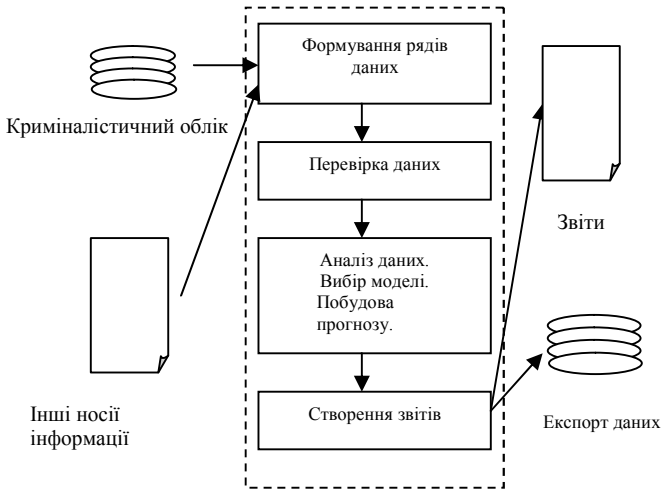 Формування рядів
даних
Криміналістичний облік
Перевірка даних
Звіти
Аналіз даних.
Вибір моделі.
Побудова
прогнозу.
Інші носії
інформації
Створення звітів
Експорт даних